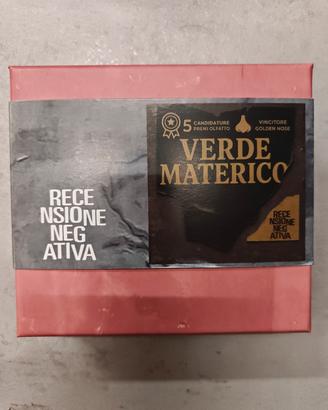 5 CANDIDATURE
PREMI OLFATTO
VINCITORE
GOLDEN NOSE
VERDE
MATERICO
RECE
NSIONE
NEG
ATIVA
RECE
NSIONE
NEG
ATIVA